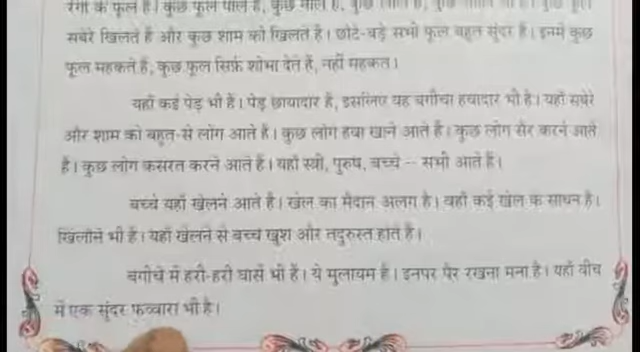 रंगों के फूल हैं। कुछ फूल पीले हैं, कुछ
सबेरे खिलते हैं और कुछ शाम को खिलते हैं। छोटे-बड़े सभी फूल बहुत सुंदर हैं। इनमें कुछ
फूल महकते हैं, कुछ फूल सिर्फ़ शोभा देते हैं, नहीं महकते।
यहाँ कई पेड़ भी हैं। पेड़ छायादार हैं, इसलिए यह बगीचा हवादार भी है। यहाँ सबेरे
और शाम को बहुत-से लोग आते हैं। कुछ लोग हवा खाने आते हैं। कुछ लोग सैर करने आते
हैं। कुछ लोग कसरत करने आते हैं। यहाँ स्त्री, पुरुष, बच्चे -- सभी आते हैं।
बच्चे यहाँ खेलने आते हैं। खेल का मैदान अलग है। वहाँ कई खेल के साधन हैं।
खिलौने भी हैं। यहाँ खेलने से बच्चे खुश और तंदुरुस्त होते हैं।
बगीचे में हरी-हरी घासें भी हैं। ये मुलायम हैं। इनपर पैर रखना मना है। यहाँ बीच
में एक सुंदर फव्वारा भी है।